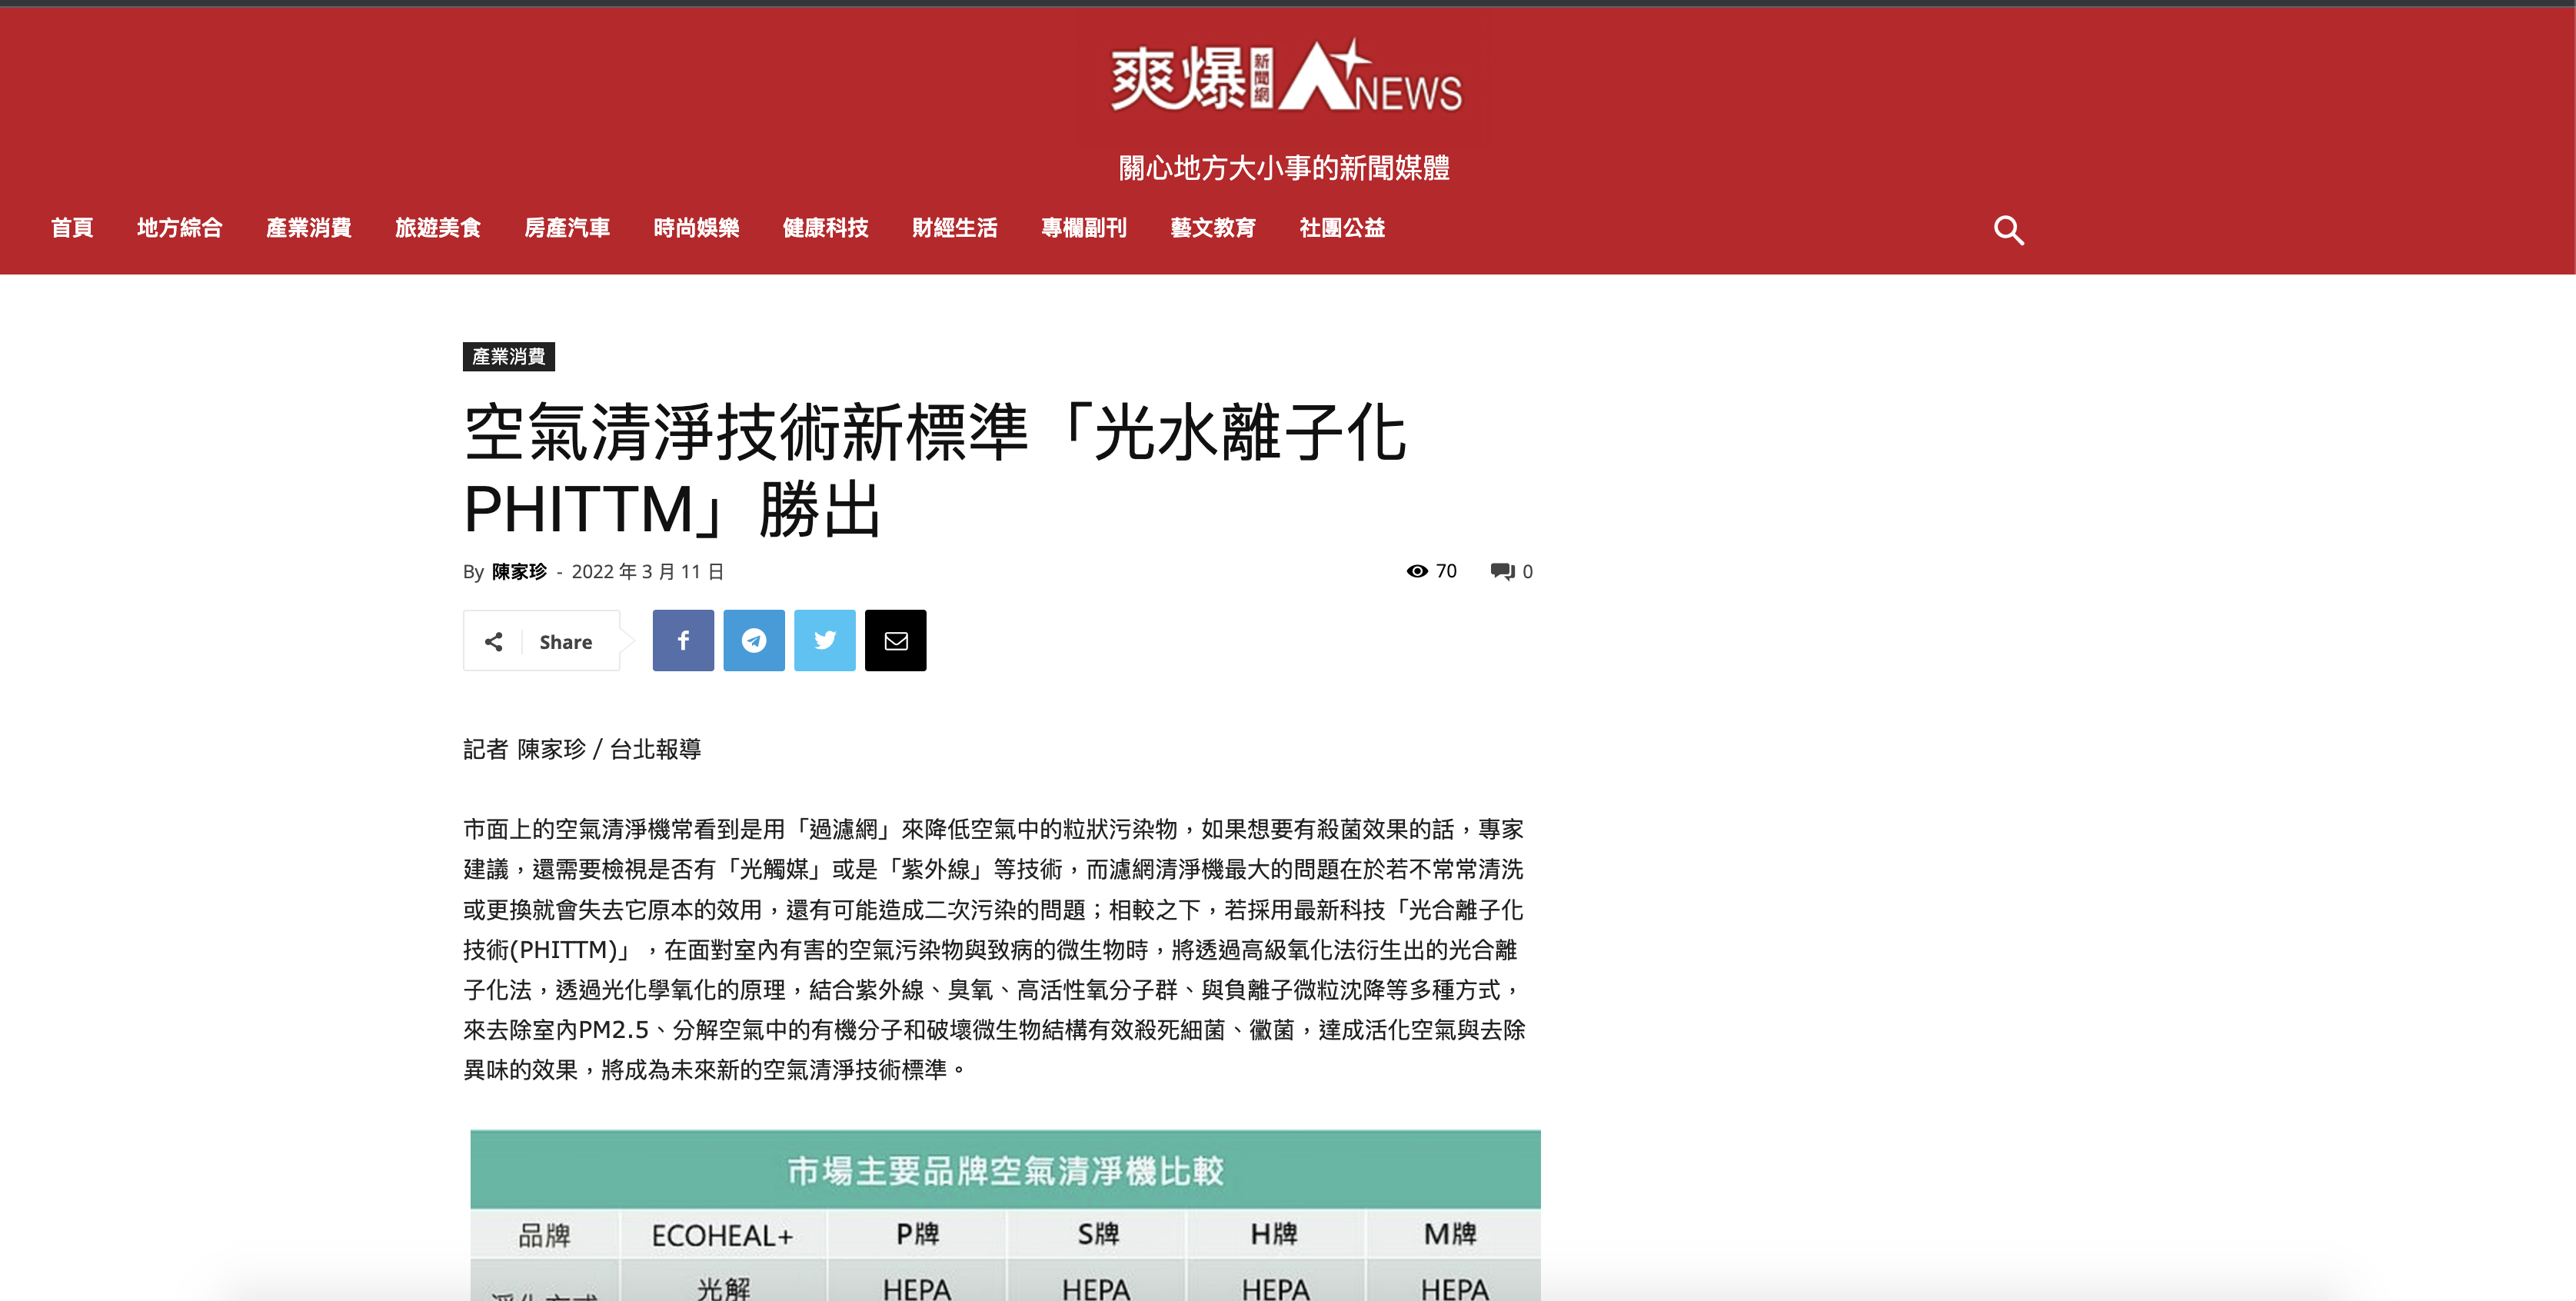 爽爆新聞網 A+NEWS
關心地方大小事的新聞媒體
首頁 地方綜合 產業消費 旅遊美食 房產汽車 時尚娛樂 健康科技 財經生活 專欄副刊 藝文教育 社團公益
產業消費
空氣清淨技術新標準「光水離子化
PHITTM」勝出
By 陳家珍 - 2022 年 3 月 11 日 70 0
Share
記者 陳家珍 / 台北報導
市面上的空氣清淨機常看到是用「過濾網」來降低空氣中的粒狀污染物，如果想要有殺菌效果的話，專家
建議，還需要檢視是否有「光觸媒」或是「紫外線」等技術，而濾網清淨機最大的問題在於若不常常清洗
或更換就會失去它原本的效用，還有可能造成二次污染的問題；相較之下，若採用最新科技「光合離子化
技術(PHITTM)」，在面對室內有害的空氣污染物與致病的微生物時，將透過高級氧化法衍生出的光合離
子化法，透過光化學氧化的原理，結合紫外線、臭氧、高活性氧分子群、與負離子微粒沈降等多種方式，
來去除室內PM2.5、分解空氣中的有機分子和破壞微生物結構有效殺死細菌、黴菌，達成活化空氣與去除
異味的效果，將成為未來新的空氣清淨技術標準。
市場主要品牌空氣清淨機比較
品牌 ECOHEAL+ P牌 S牌 H牌 M牌
光解 HEPA HEPA HEPA HEPA